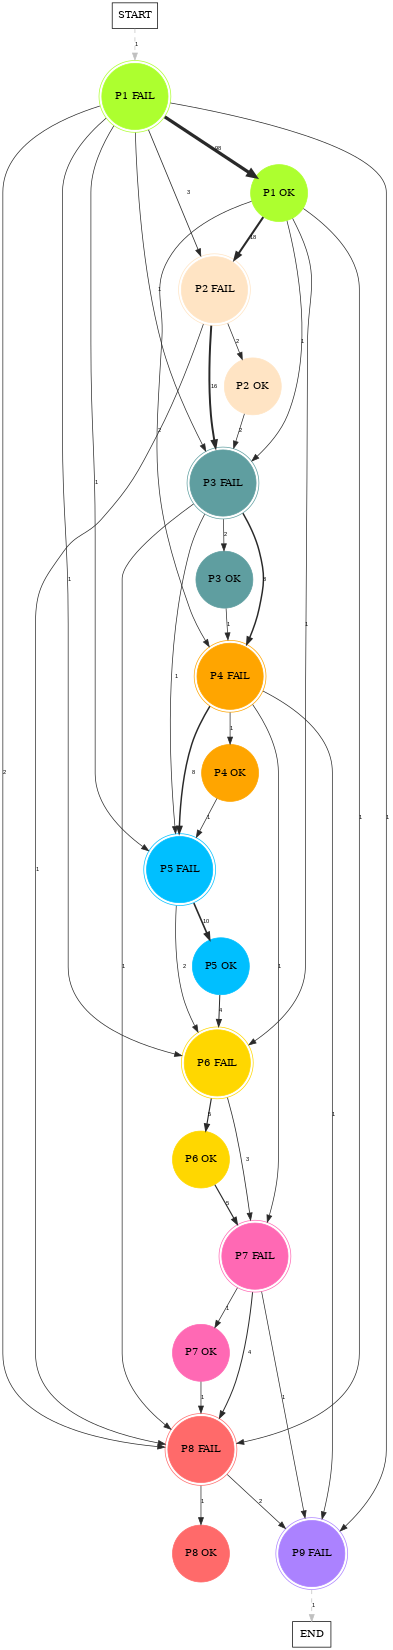 START
1
P1 FAIL
98
P1 OK
3
18
P2 FAIL
1
1
2
P2 OK
16
2
2
P3 FAIL
1
2
P3 OK
1
1
1
P4 FAIL
1
2
8
P4 OK
1
1
1
P5 FAIL
10
1
2
1
P5 OK
4
P6 FAIL
3
P6 OK
5
P7 FAIL
1
4
1
P7 OK
1
P8 FAIL
1
2
P8 OK
P9 FAIL
1
END